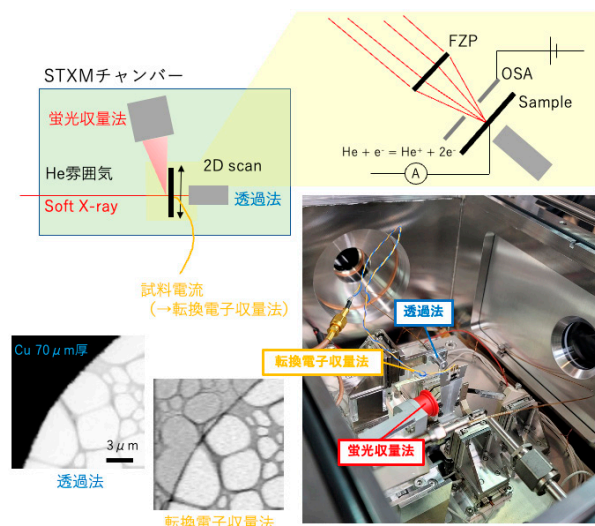 STXMチャンバー
蛍光収量法
He雰囲気
Soft X-ray
2D scan
透過法
試料電流
(→転換電子収量法)
FZP
OSA
Sample
He + e⁻ = He⁺ + 2e⁻
A
Cu 70μm厚
3μm
透過法
転換電子収量法
透過法
転換電子収量法
蛍光収量法